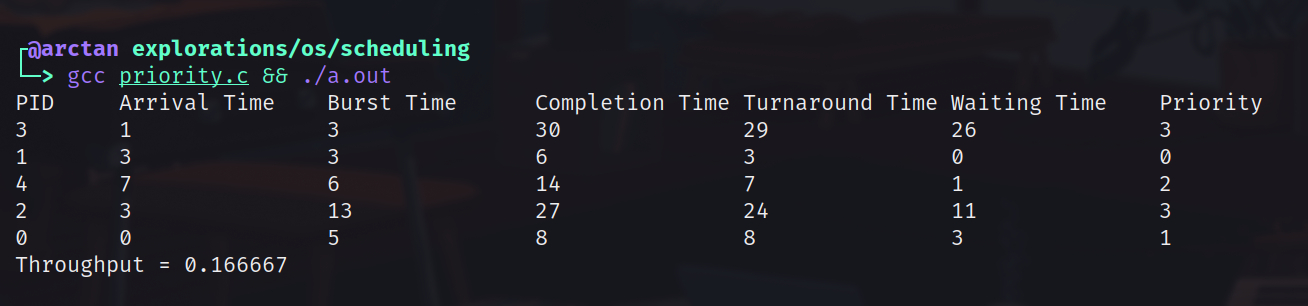 @arctan explorations/os/scheduling
> gcc priority.c && ./a.out
PID Arrival Time Burst Time Completion Time Turnaround Time Waiting Time Priority
3 1 3 30 29 26 3
1 3 3 6 3 0 0
4 7 6 14 7 1 2
2 3 13 27 24 11 3
0 0 5 8 8 3 1
Throughput = 0.166667